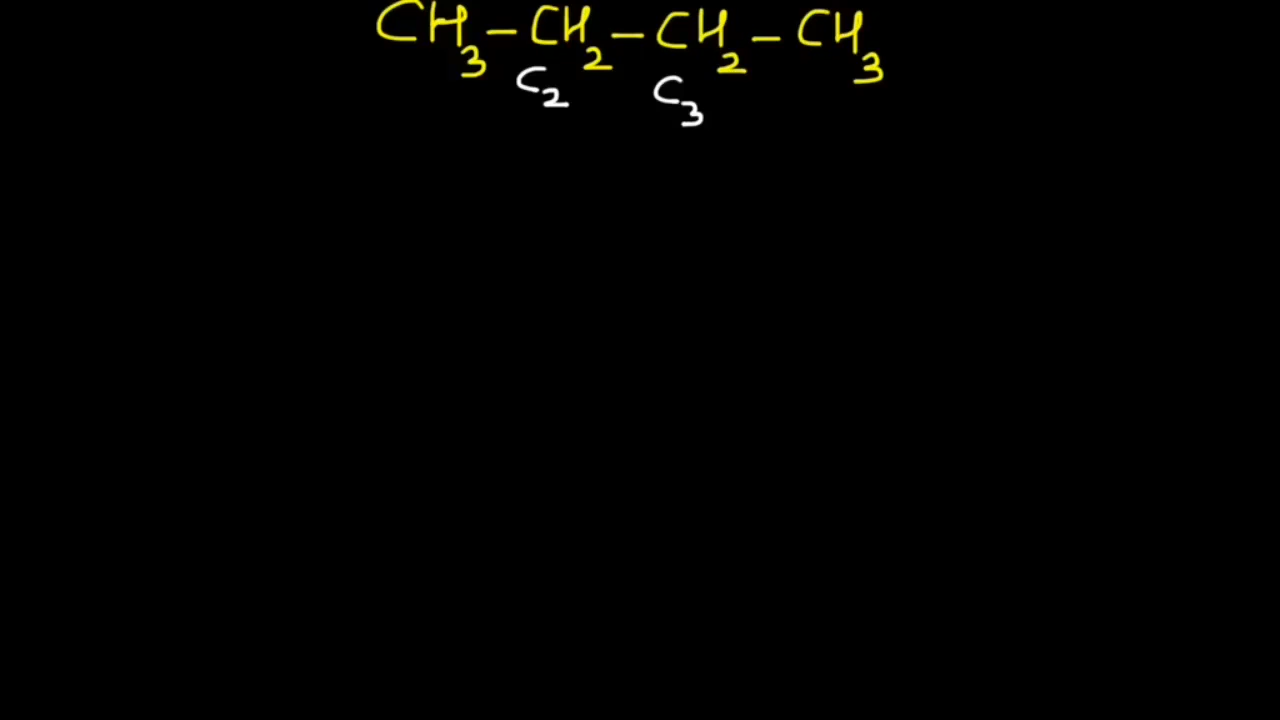 CH₃ – CH₂ – CH₂ – CH₃
C₂ C₃